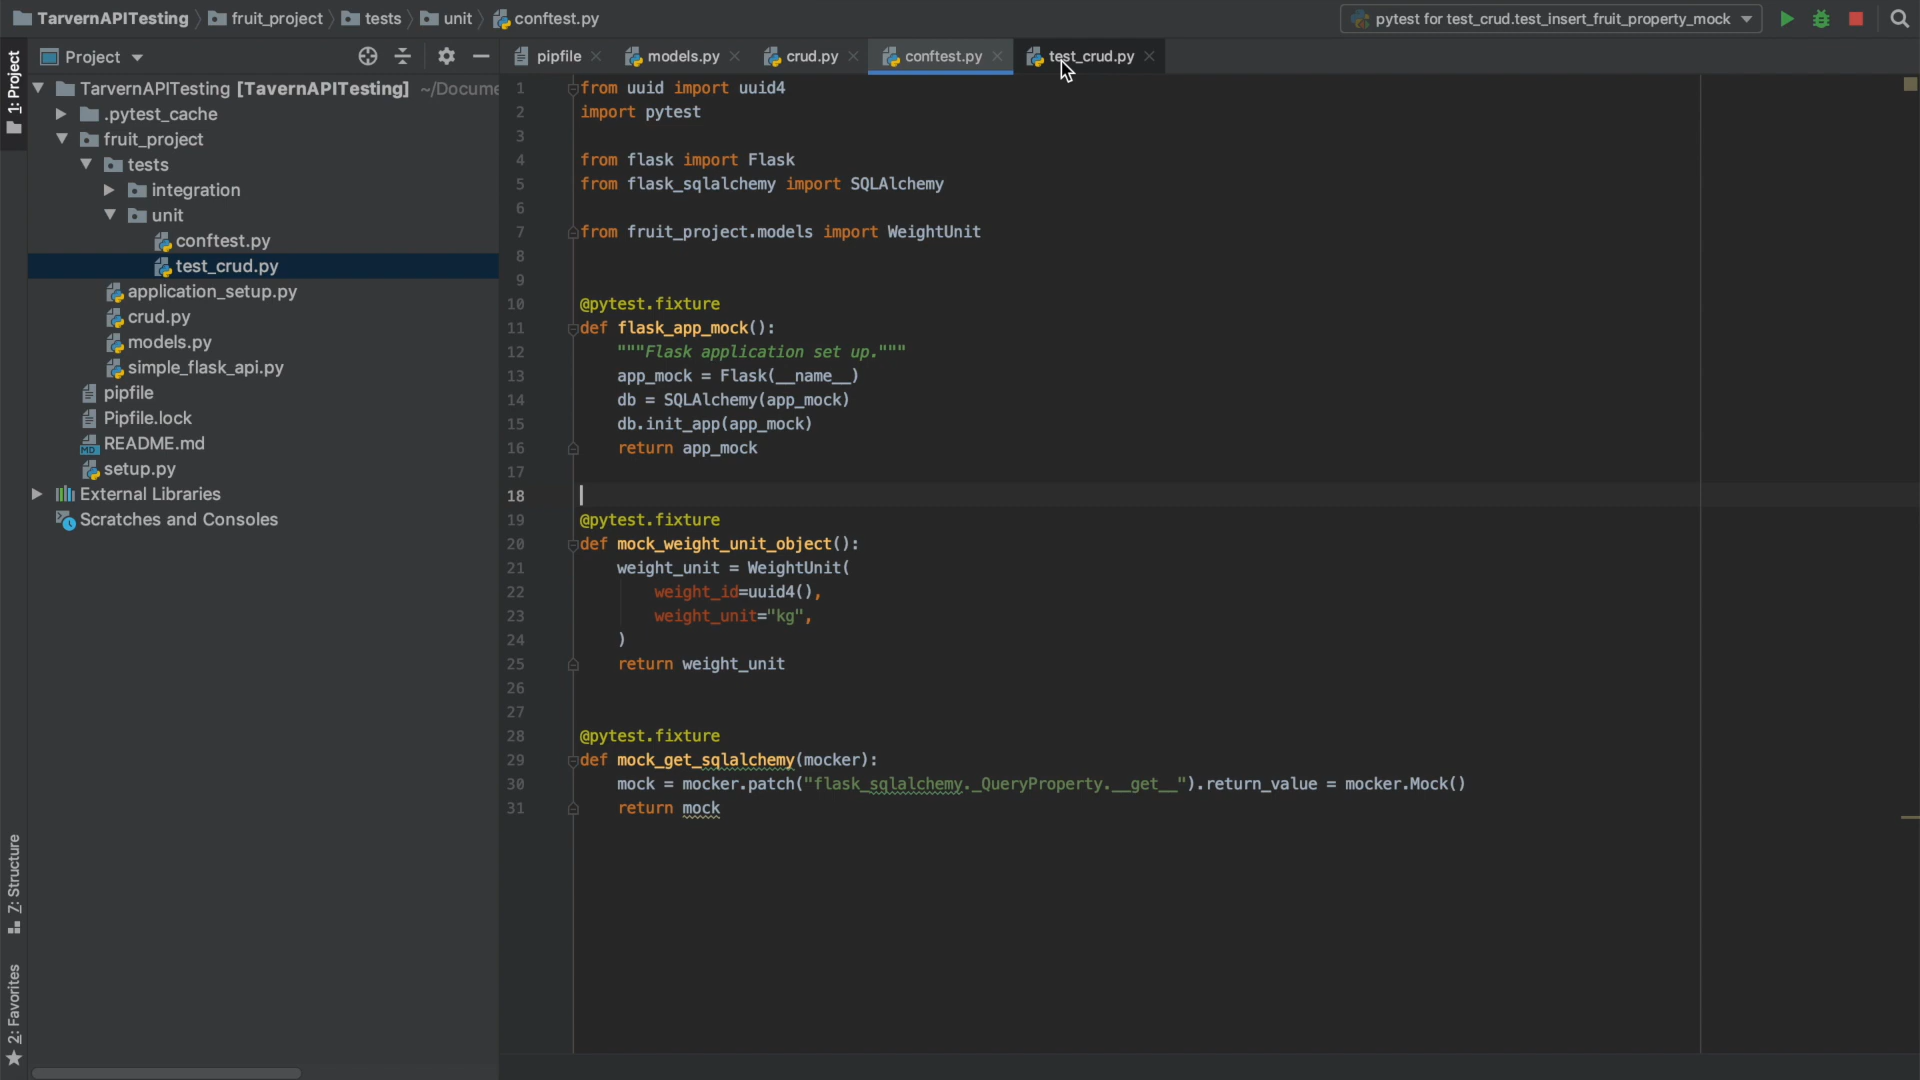 TarvernAPITesting fruit_project tests unit conftest.py
pytest for test_crud.test_insert_fruit_property_mock
1: Project
Project
pipfile models.py crud.py conftest.py test_crud.py
TarvernAPITesting [TavernAPITesting] ~/Docume
.pytest_cache
fruit_project
tests
integration
unit
conftest.py
test_crud.py
application_setup.py
crud.py
models.py
simple_flask_api.py
pipfile
Pipfile.lock
README.md
setup.py
External Libraries
Scratches and Consoles
Z: Structure
2: Favorites
1 from uuid import uuid4
2 import pytest
3
4 from flask import Flask
5 from flask_sqlalchemy import SQLAlchemy
6
7 from fruit_project.models import WeightUnit
8
9
10 @pytest.fixture
11 def flask_app_mock():
12 """Flask application set up."""
13 app_mock = Flask(__name__)
14 db = SQLAlchemy(app_mock)
15 db.init_app(app_mock)
16 return app_mock
17
18
19 @pytest.fixture
20 def mock_weight_unit_object():
21 weight_unit = WeightUnit(
22 weight_id=uuid4(),
23 weight_unit="kg",
24 )
25 return weight_unit
26
27
28 @pytest.fixture
29 def mock_get_sqlalchemy(mocker):
30 mock = mocker.patch("flask_sqlalchemy._QueryProperty.__get__").return_value = mocker.Mock()
31 return mock